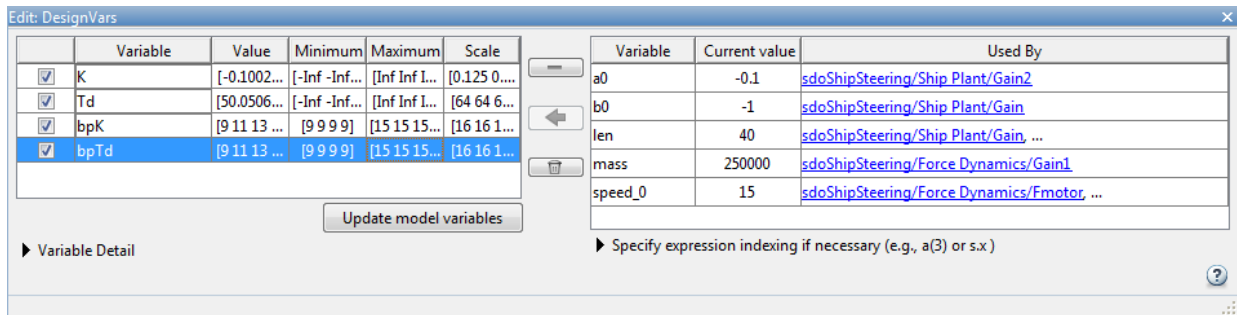 Edit: DesignVars
Variable Value Minimum Maximum Scale
K [-0.1002... [-Inf -Inf... [Inf Inf I... [0.125 0....
Td [50.0506... [-Inf -Inf... [Inf Inf I... [64 64 6...
bpK [9 11 13 ... [9 9 9 9] [15 15 15... [16 16 1...
bpTd [9 11 13 ... [9 9 9 9] [15 15 15... [16 16 1...
Update model variables
Variable Detail
Variable Current value Used By
a0 -0.1 sdoShipSteering/Ship Plant/Gain2
b0 -1 sdoShipSteering/Ship Plant/Gain
len 40 sdoShipSteering/Ship Plant/Gain, ...
mass 250000 sdoShipSteering/Force Dynamics/Gain1
speed_0 15 sdoShipSteering/Force Dynamics/Fmotor, ...
Specify expression indexing if necessary (e.g., a(3) or s.x )